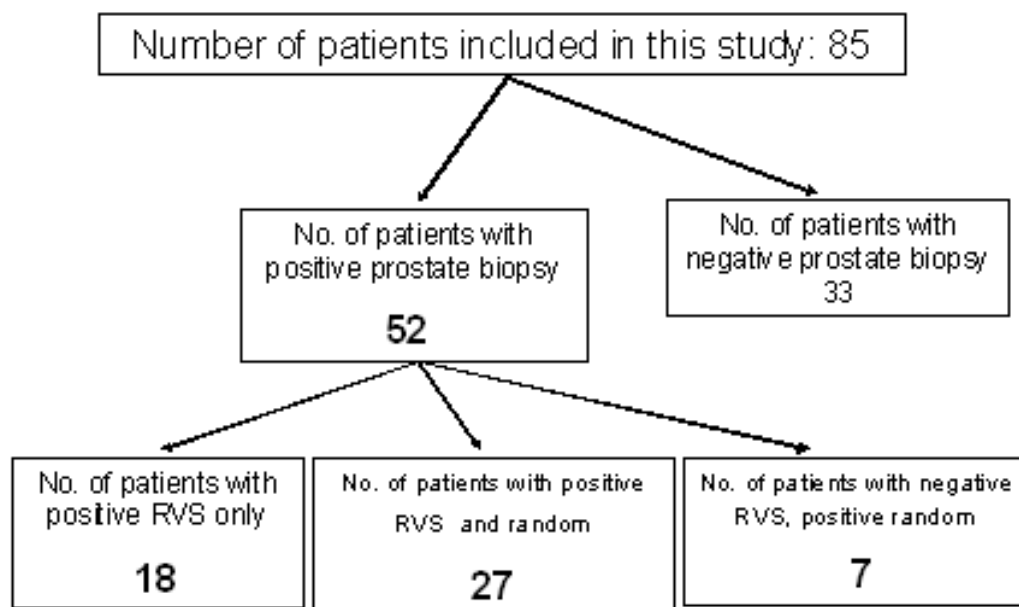 Number of patients included in this study: 85
No. of patients with
positive prostate biopsy
52
No. of patients with
negative prostate biopsy
33
No. of patients with
positive RVS only
18
No. of patients with positive
RVS and random
27
No. of patients with negative
RVS, positive random
7